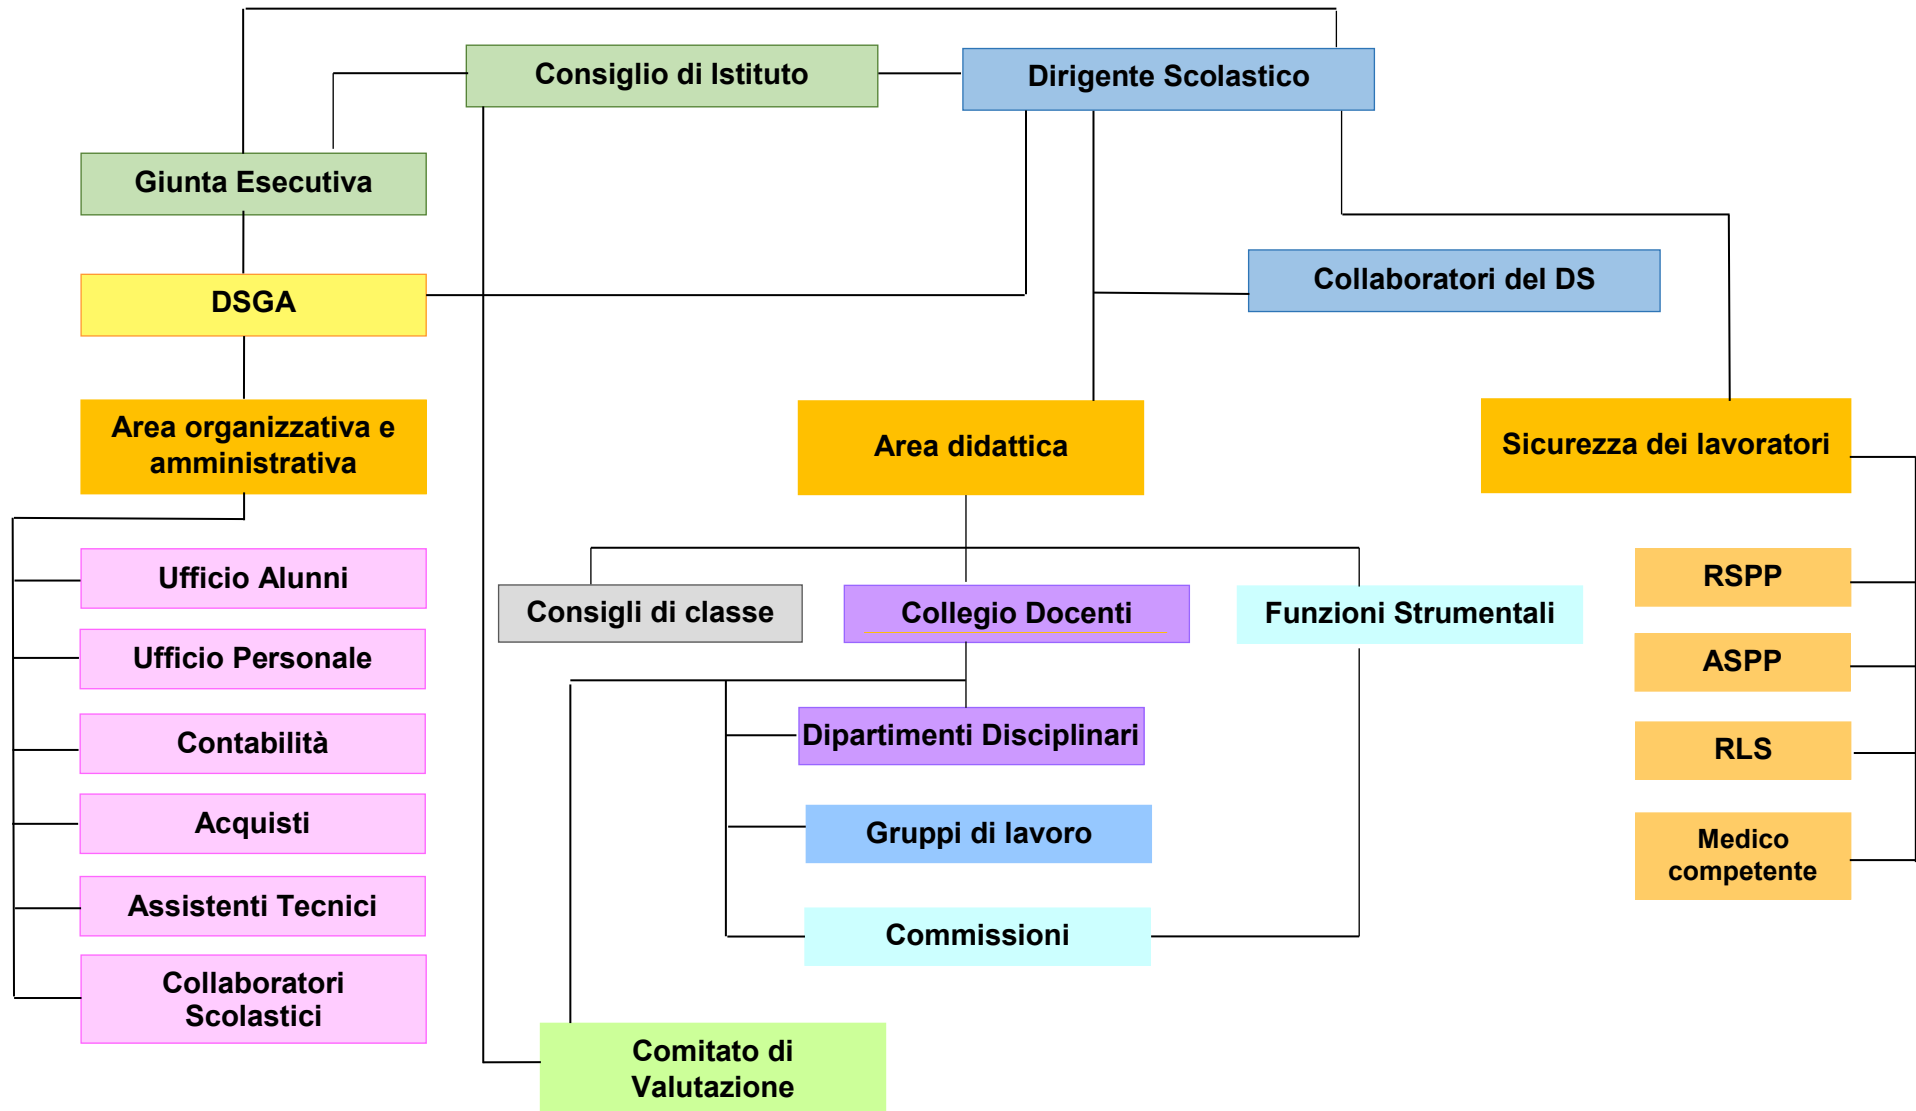 Consiglio di Istituto
Dirigente Scolastico
Giunta Esecutiva
Collaboratori del DS
DSGA
Area organizzativa e
amministrativa
Area didattica
Sicurezza dei lavoratori
Ufficio Alunni
Ufficio Personale
Contabilità
Acquisti
Assistenti Tecnici
Collaboratori
Scolastici
Consigli di classe
Collegio Docenti
Funzioni Strumentali
Dipartimenti Disciplinari
Gruppi di lavoro
Commissioni
Comitato di
Valutazione
RSPP
ASPP
RLS
Medico
competente